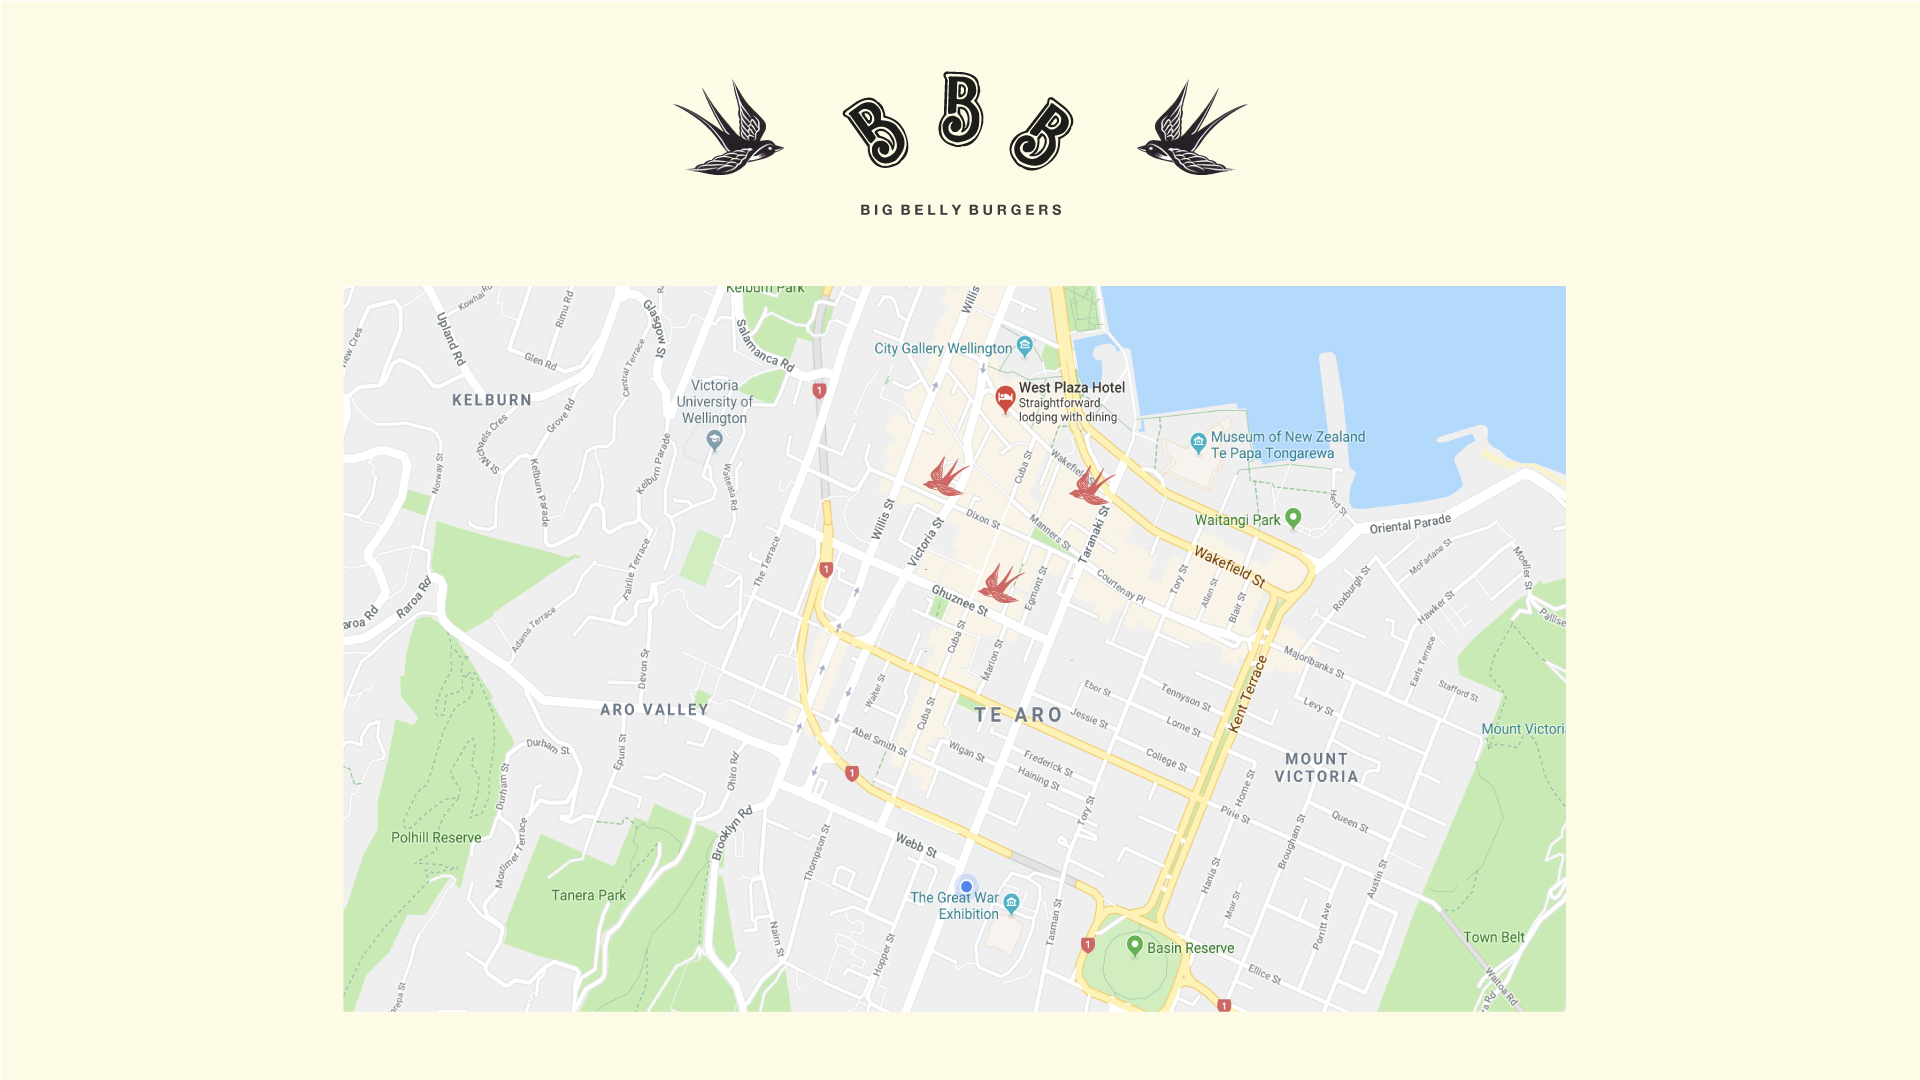 B B B
BIG BELLY BURGERS
Kelburn Park
Willis
Kowhai Rd
Rimu Rd
Glasgow St
Upland Rd
Salamanca Rd
City Gallery Wellington
Glen Rd
Central Terrace
1
West Plaza Hotel
Straightforward
lodging with dining
Victoria
University of
Wellington
KELBURN
Grove Rd
St Michaels Cres
Museum of New Zealand
Te Papa Tongarewa
Norway St
Kelburn Parade
Kelburn Parade
Waiteata Rd
Cuba St
Wakefield
Herd St
Willis St
Victoria St
Dixon St
Manners St
Taranaki St
Waitangi Park
Oriental Parade
The Terrace
Fairlie Terrace
1
Wakefield St
McFarlane St
Moeller St
Raroa Rd
aroa Rd
Ghuznee St
Egmont St
Courtenay Pl
Tory St
Allen St
Blair St
Roxburgh St
Hawker St
Pallise
Adams Terrace
Devon St
Cuba St
Marion St
Majoribanks St
Earls Terrace
Stafford St
Walter St
Cuba St
Ebor St
Jessie St
Tennyson St
Lorne St
College St
Kent Terrace
Levy St
ARO VALLEY
TE ARO
Mount Victori
Durham St
Durham St
Epuni St
Ohiro Rd
Abel Smith St
Wigan St
Frederick St
Haining St
MOUNT
VICTORIA
1
Home St
Tory St
Pirie St
Queen St
Polhill Reserve
Mortimer Terrace
Brooklyn Rd
Thompson St
Webb St
Brougham St
Hania St
Austin St
Tanera Park
The Great War
Exhibition
Moir St
Porritt Ave
Tasman St
Nairn St
Hopper St
1
Basin Reserve
Town Belt
Ellice St
Waitoa Rd
1